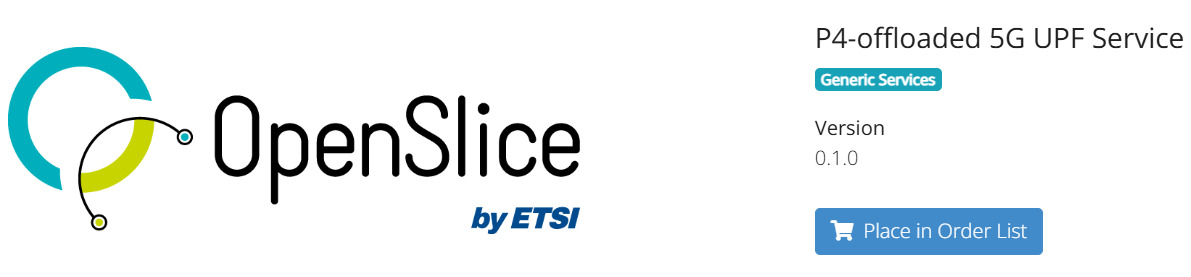 OpenSlice
by ETSI
P4-offloaded 5G UPF Service
Generic Services
Version
0.1.0
Place in Order List